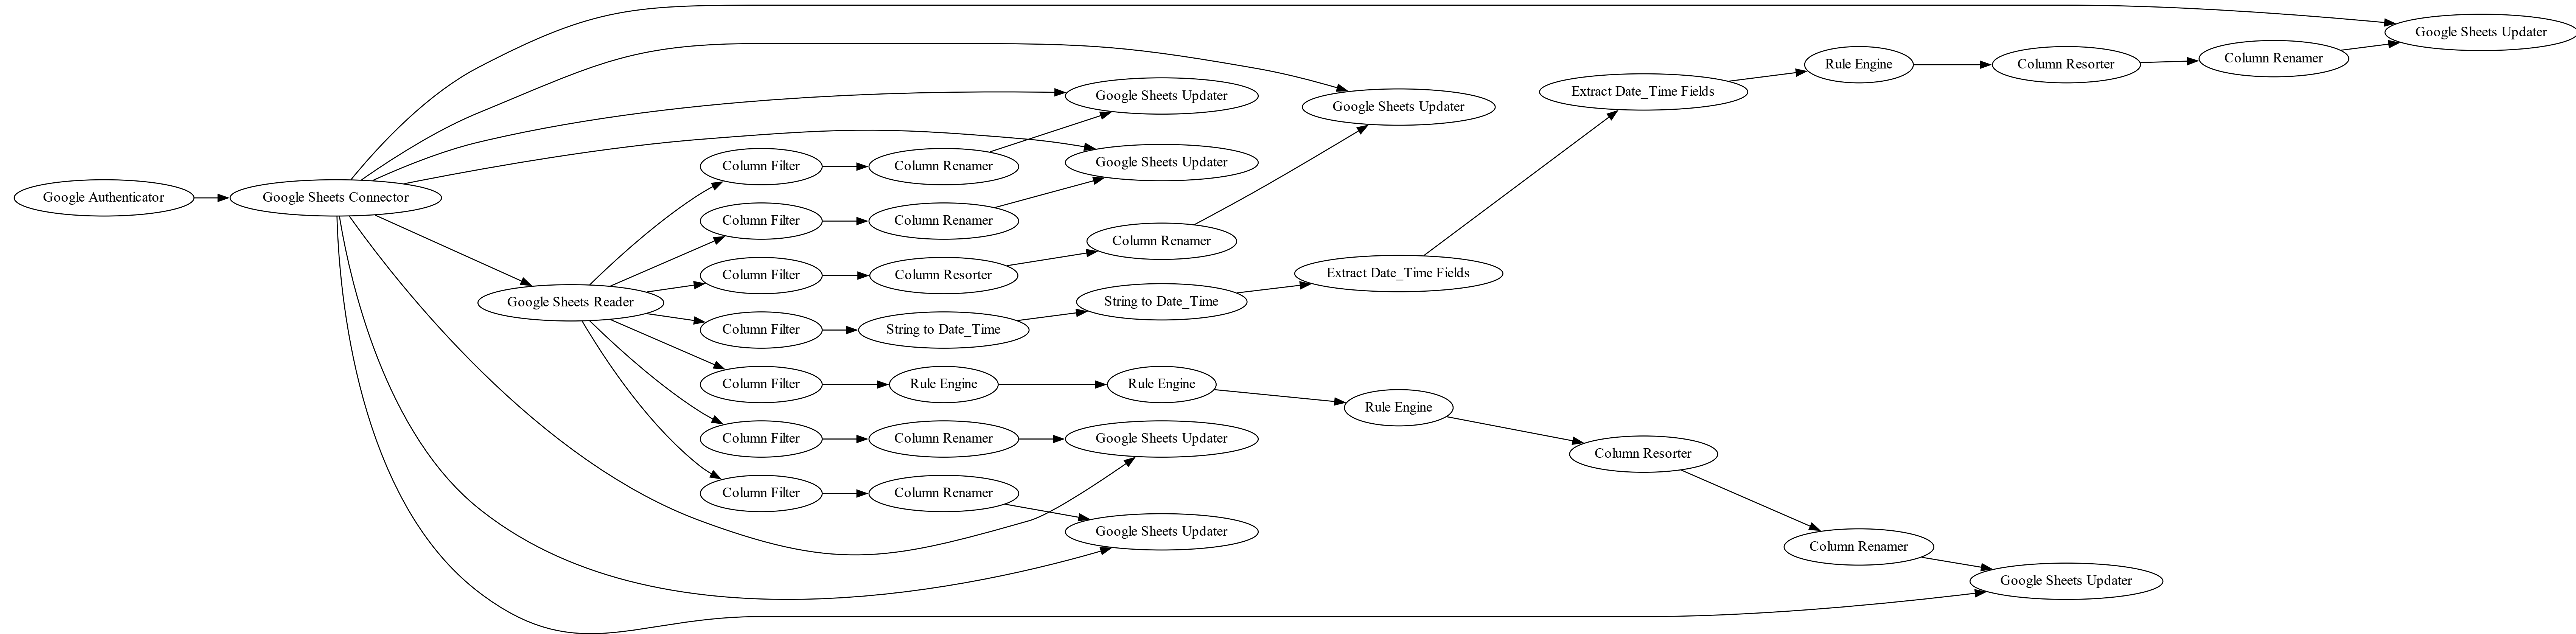 Google Sheets Updater
Column Renamer
Rule Engine
Column Resorter
Extract Date_Time Fields
Google Sheets Updater
Google Sheets Updater
Google Sheets Updater
Column Filter
Column Renamer
Google Authenticator
Google Sheets Connector
Column Filter
Column Renamer
Column Renamer
Column Filter
Column Resorter
Extract Date_Time Fields
Google Sheets Reader
String to Date_Time
Column Filter
String to Date_Time
Column Filter
Rule Engine
Rule Engine
Rule Engine
Column Filter
Column Renamer
Google Sheets Updater
Column Resorter
Column Filter
Column Renamer
Google Sheets Updater
Column Renamer
Google Sheets Updater